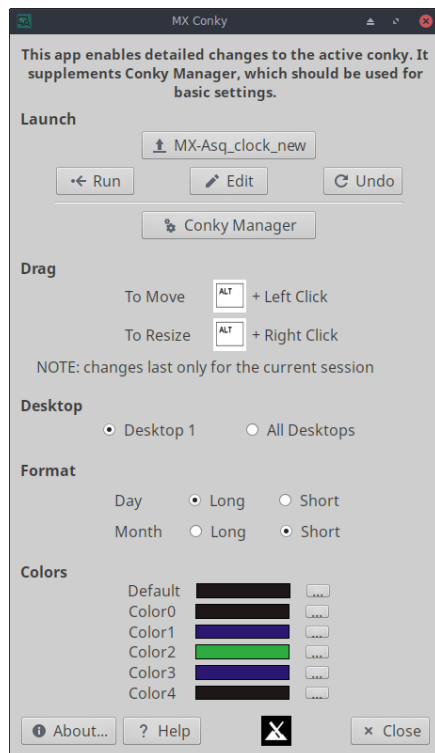 MX Conky
This app enables detailed changes to the active conky. It
supplements Conky Manager, which should be used for
basic settings.
Launch
MX-Asq_clock_new
Run Edit Undo
Conky Manager
Drag
To Move ALT + Left Click
To Resize ALT + Right Click
NOTE: changes last only for the current session
Desktop
Desktop 1 All Desktops
Format
Day Long Short
Month Long Short
Colors
Default ...
Color0 ...
Color1 ...
Color2 ...
Color3 ...
Color4 ...
About... ? Help X × Close